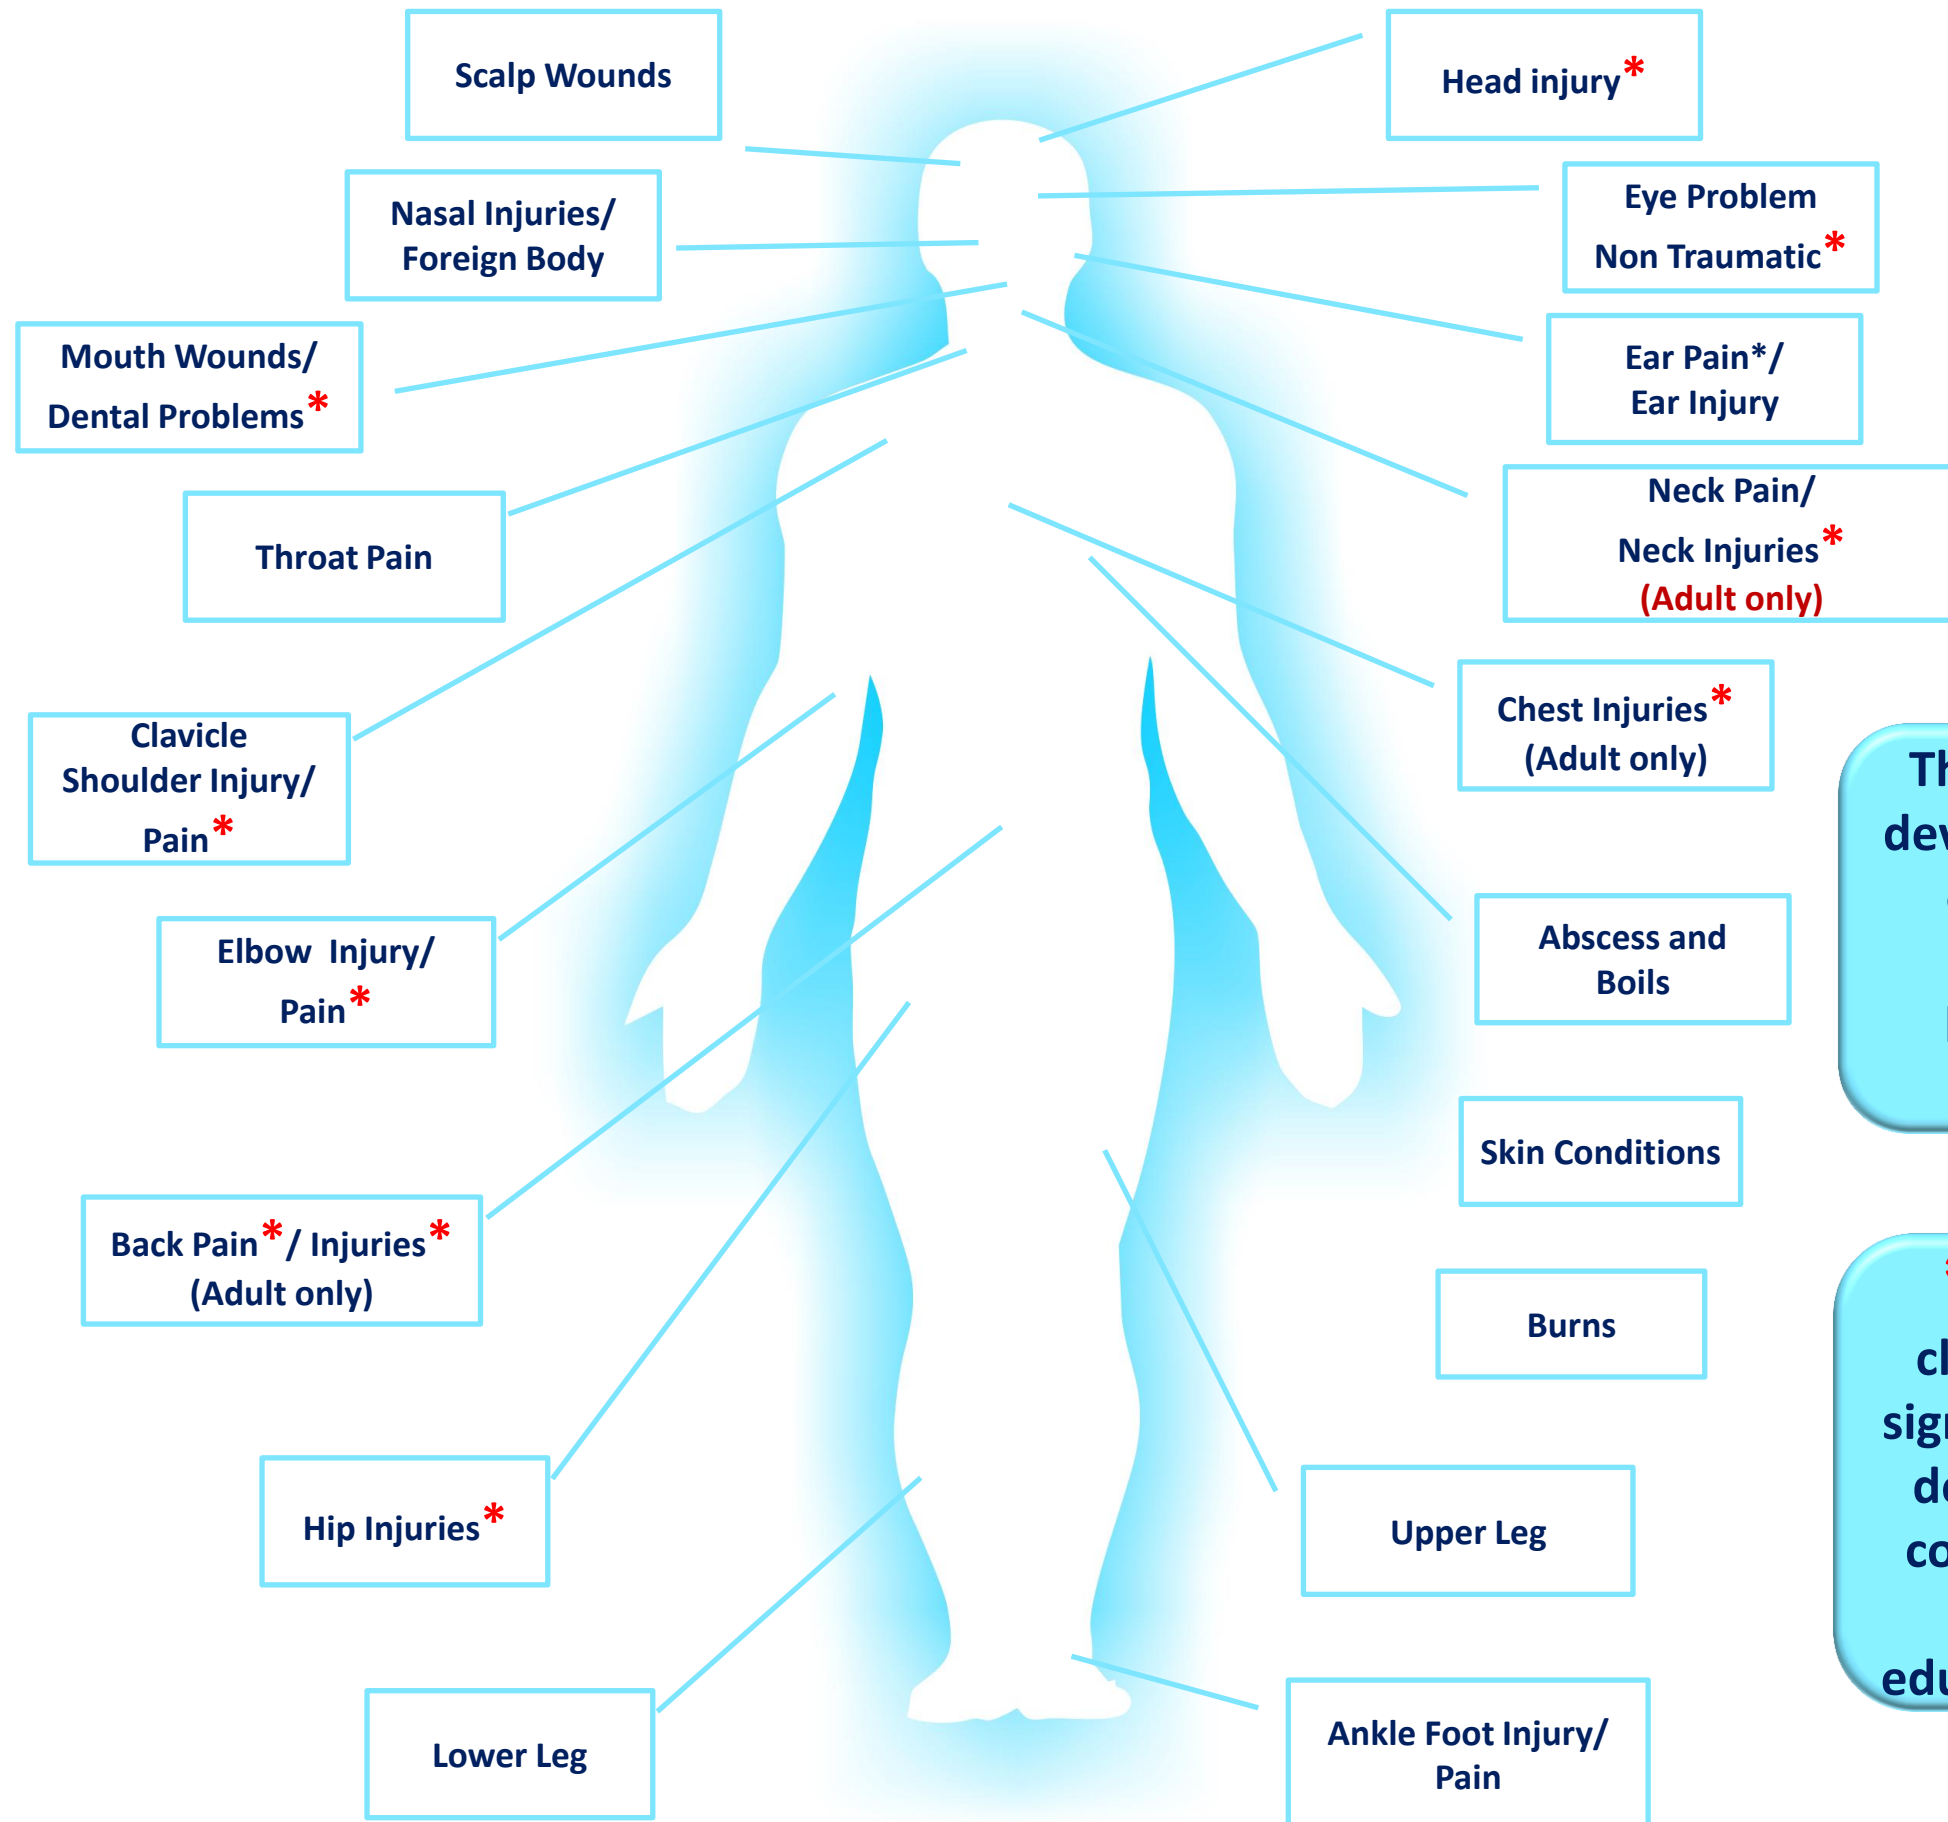 Scalp Wounds
Head injury*
Nasal Injuries/
Foreign Body
Eye Problem
Non Traumatic*
Mouth Wounds/
Dental Problems*
Ear Pain*/
Ear Injury
Throat Pain
Neck Pain/
Neck Injuries*
(Adult only)
Clavicle
Shoulder Injury/
Pain*
Chest Injuries*
(Adult only)
Elbow Injury/
Pain*
Abscess and
Boils
Skin Conditions
Back Pain*/ Injuries*
(Adult only)
Burns
Hip Injuries*
Upper Leg
Lower Leg
Ankle Foot Injury/
Pain